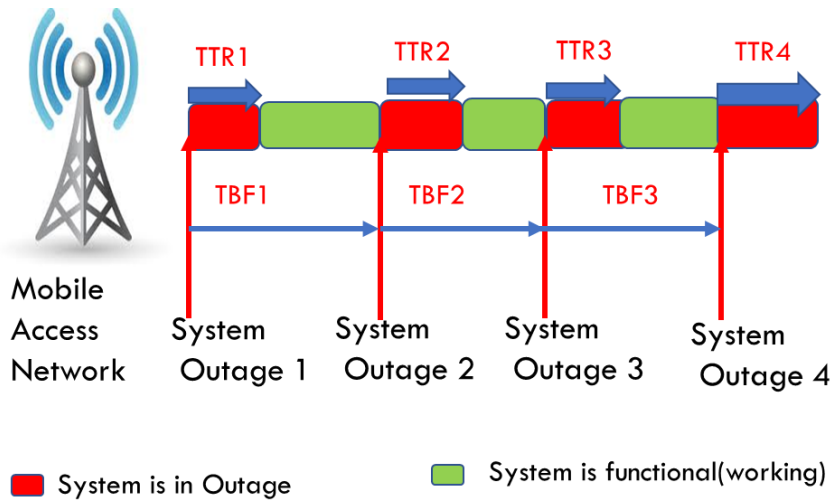 TTR1
TTR2
TTR3
TTR4
TBF1
TBF2
TBF3
Mobile
Access
Network
System
Outage 1
System
Outage 2
System
Outage 3
System
Outage 4
System is in Outage
System is functional(working)